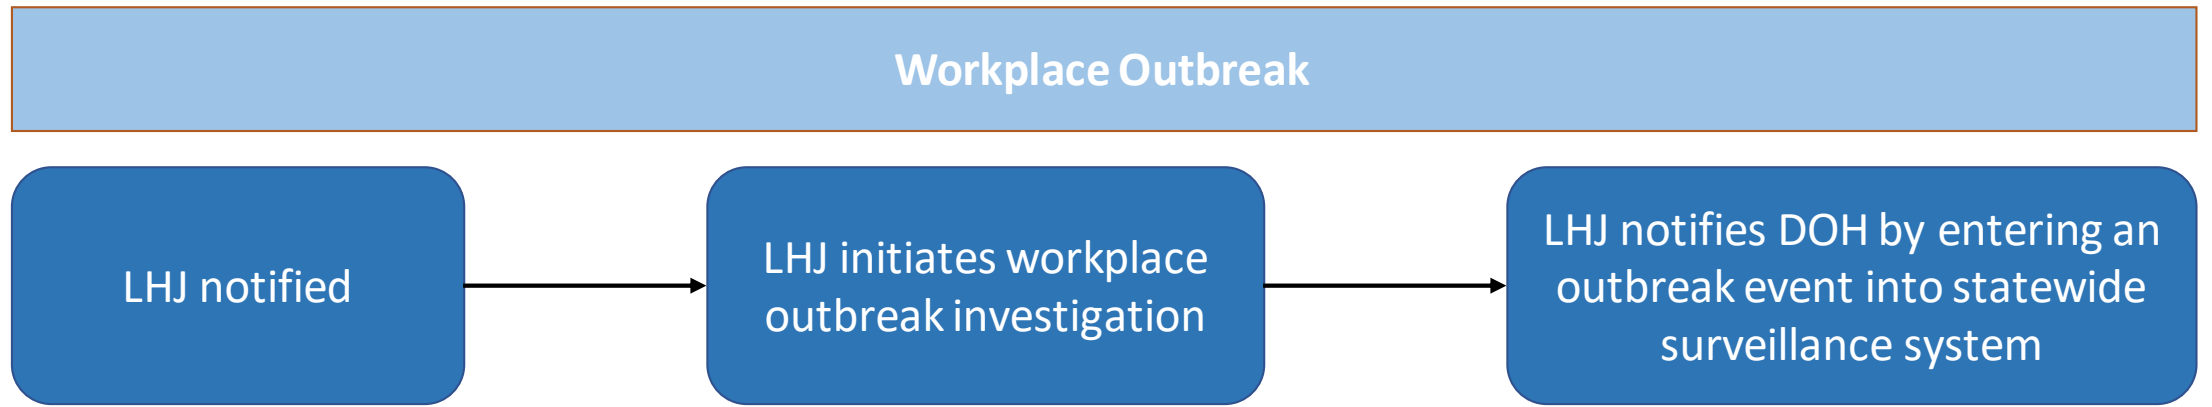 Workplace Outbreak
LHJ notified
LHJ initiates workplace
outbreak investigation
LHJ notifies DOH by entering an
outbreak event into statewide
surveillance system